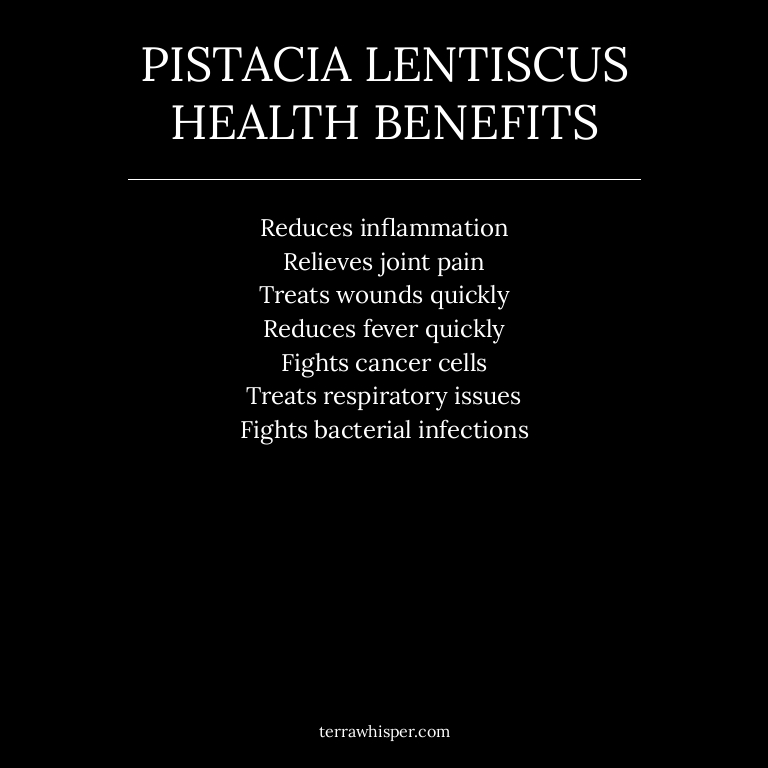 PISTACIA LENTISCUS
HEALTH BENEFITS
Reduces inflammation
Relieves joint pain
Treats wounds quickly
Reduces fever quickly
Fights cancer cells
Treats respiratory issues
Fights bacterial infections
terrawhisper.com